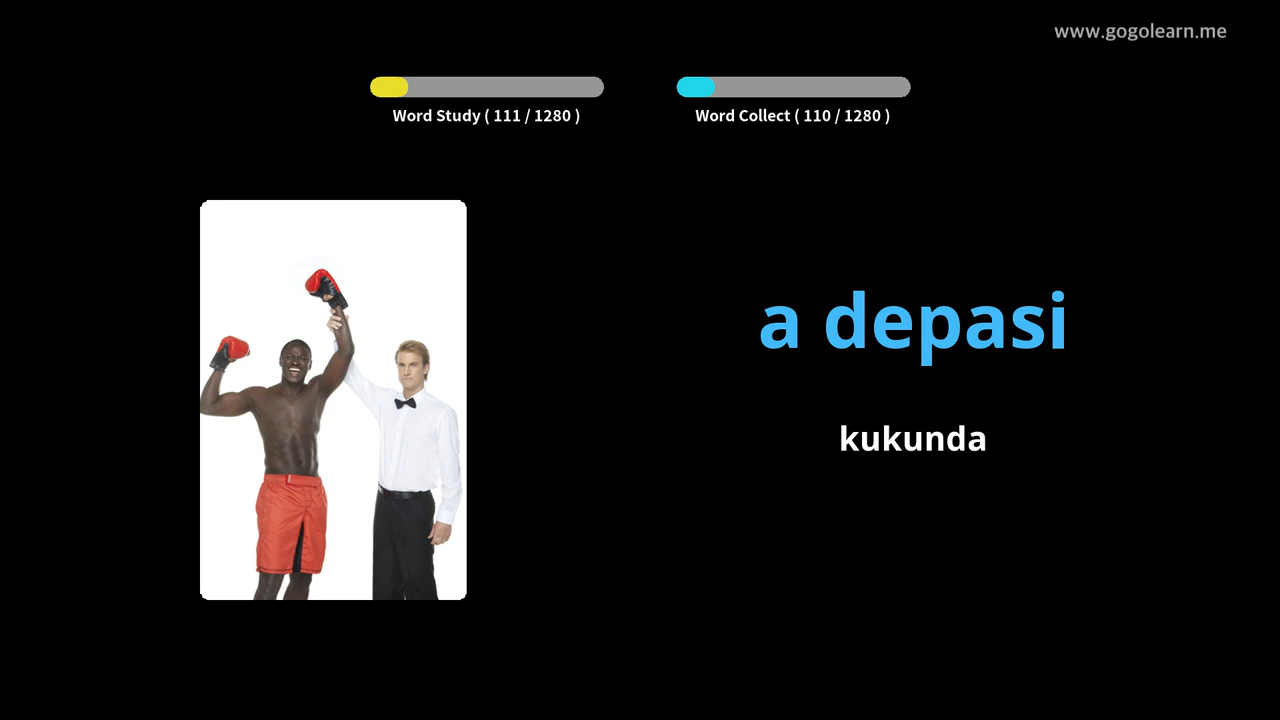 www.gogolearn.me
Word Study ( 111 / 1280 )
Word Collect ( 110 / 1280 )
a depasi
kukunda